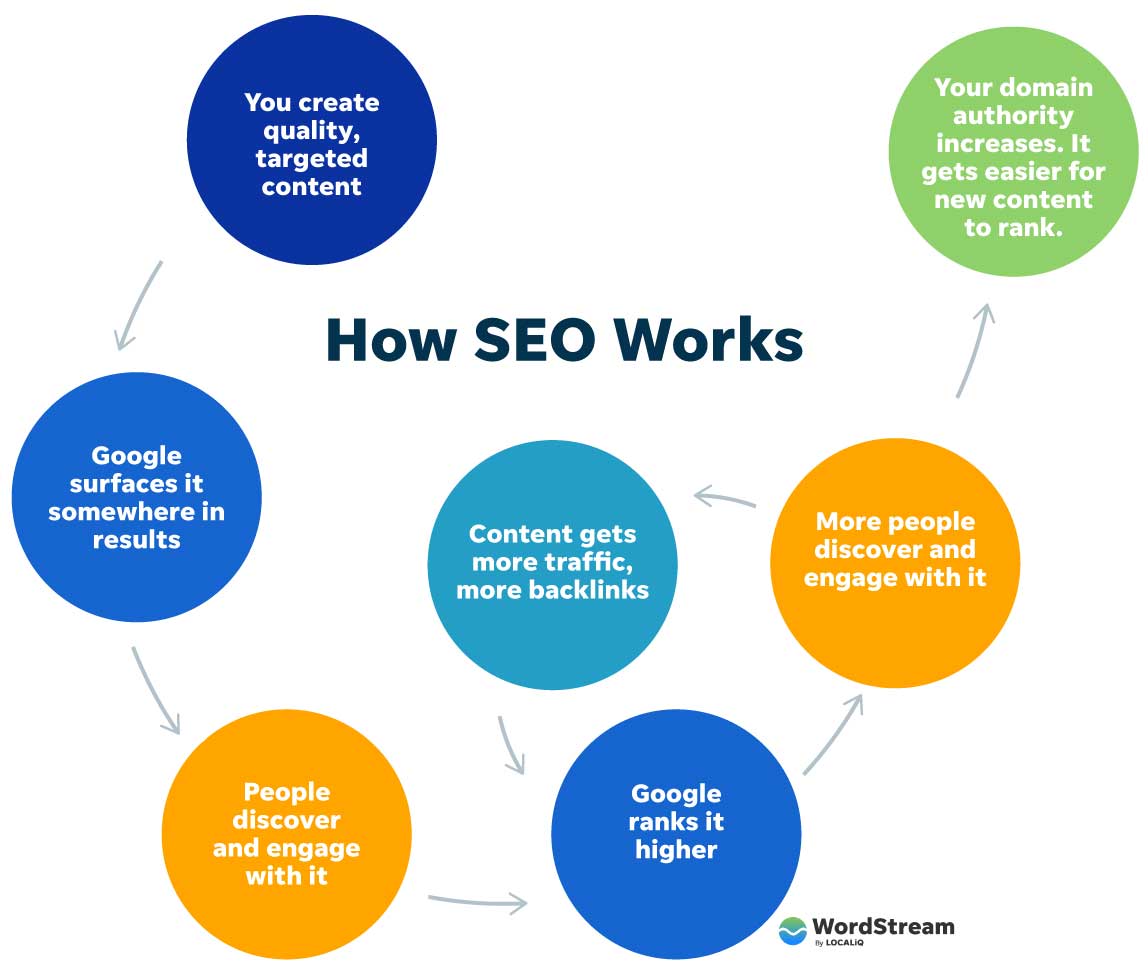 You create
quality,
targeted
content
Your domain
authority
increases. It
gets easier for
new content
to rank.
How SEO Works
Google
surfaces it
somewhere in
results
Content gets
more traffic,
more backlinks
More people
discover and
engage with it
People
discover
and engage
with it
Google
ranks it
higher
WordStream
By LOCALiQ